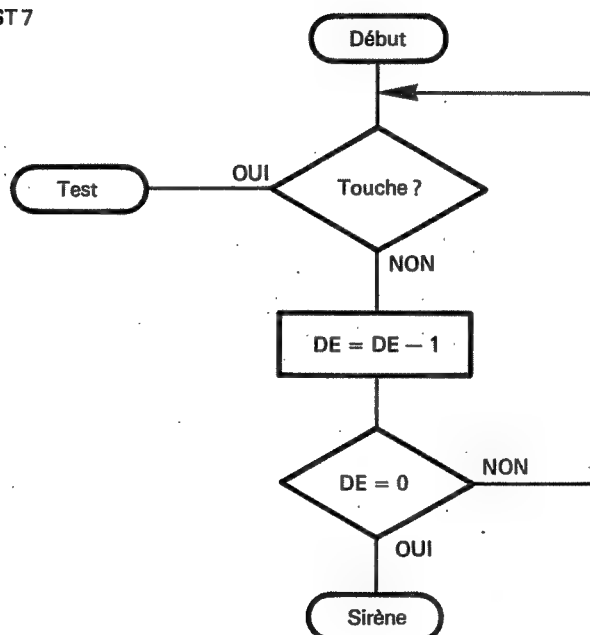 ST 7
Début
OUI
Test
Touche ?
NON
DE = DE — 1
DE = 0
NON
OUI
Sirène